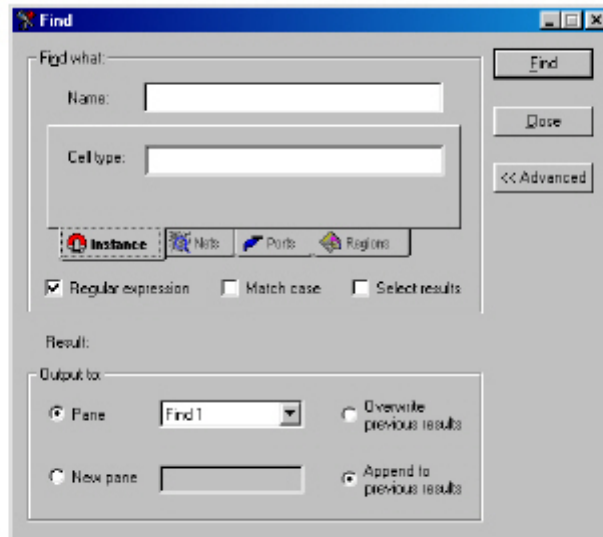 Find
Find what:
Find
Name:
Close
Cell type:
<< Advanced
Instance Nets Ports Regions
Regular expression Match case Select results
Result:
Output to:
Pane Find 1 Overwrite previous results
New pane Append to previous results